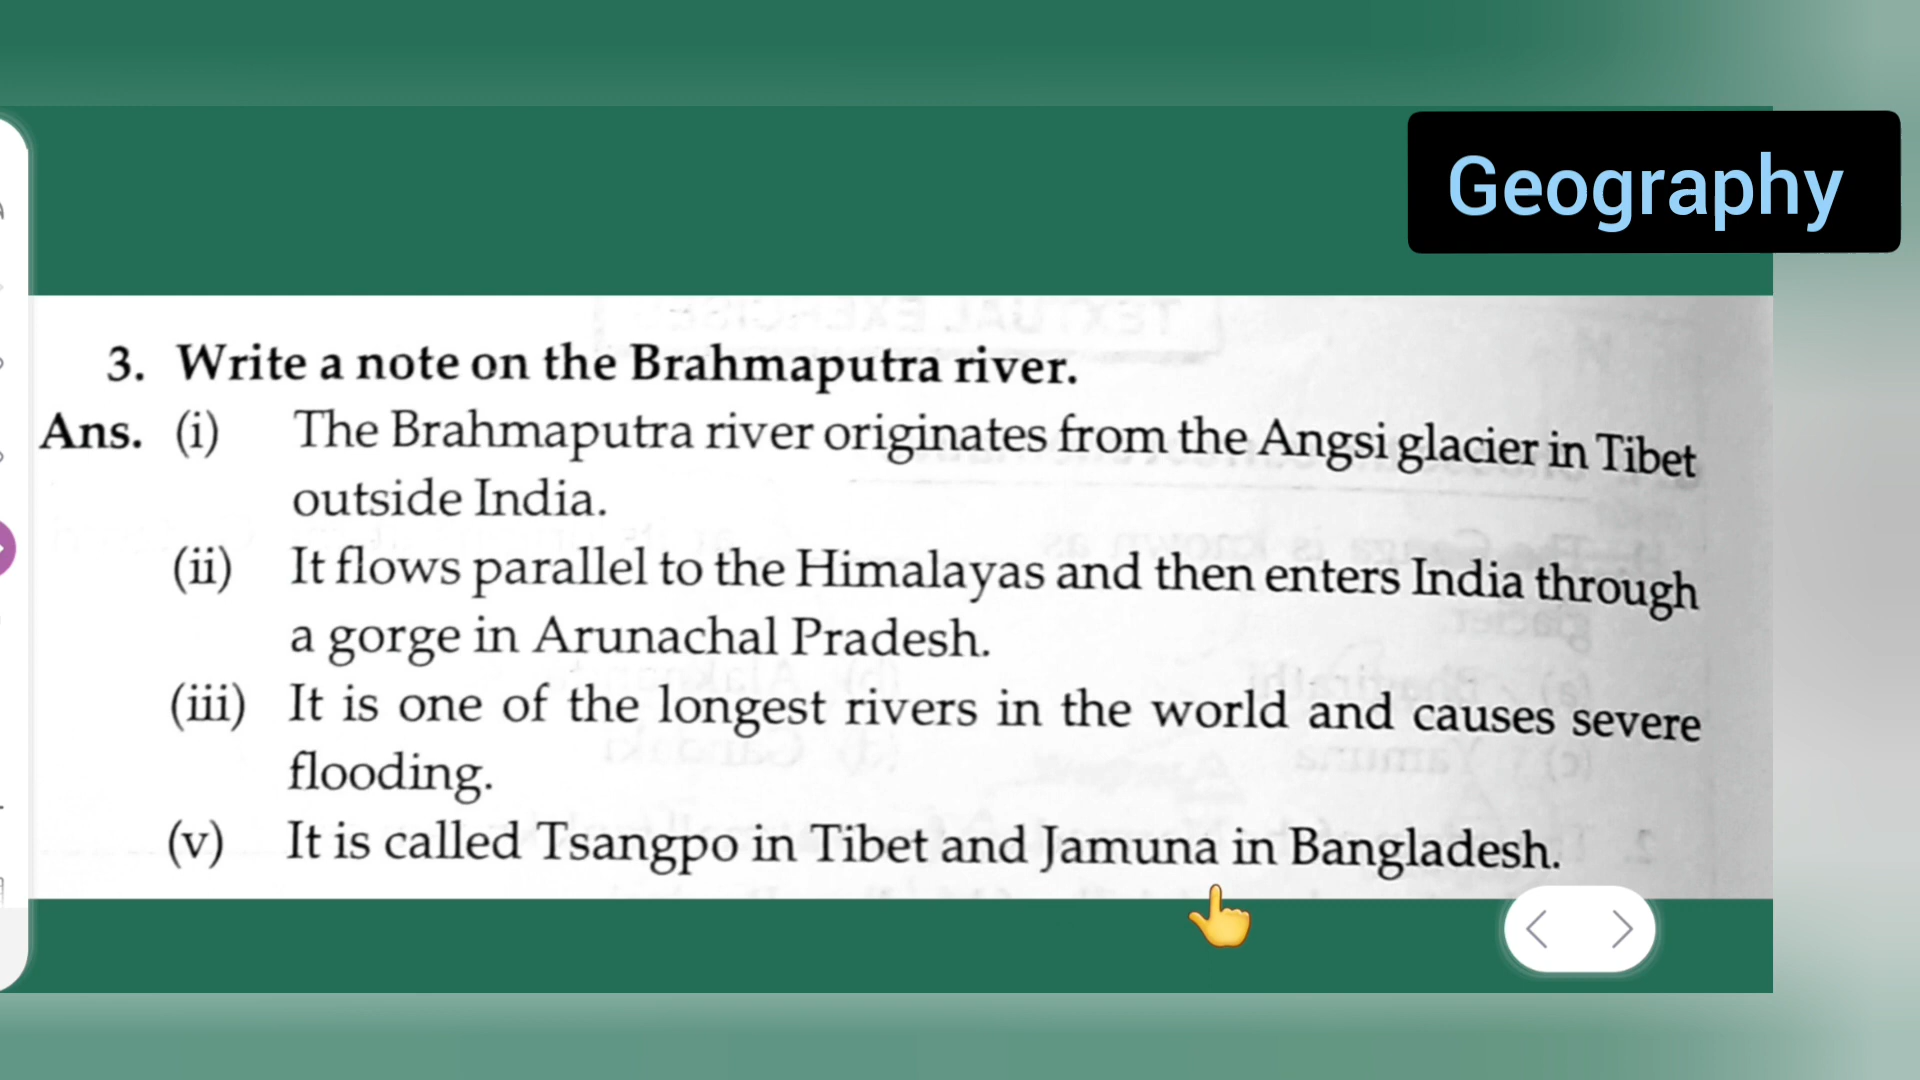 Geography
3. Write a note on the Brahmaputra river.
Ans. (i) The Brahmaputra river originates from the Angsi glacier in Tibet
outside India.
(ii) It flows parallel to the Himalayas and then enters India through
a gorge in Arunachal Pradesh.
(iii) It is one of the longest rivers in the world and causes severe
flooding.
(v) It is called Tsangpo in Tibet and Jamuna in Bangladesh.